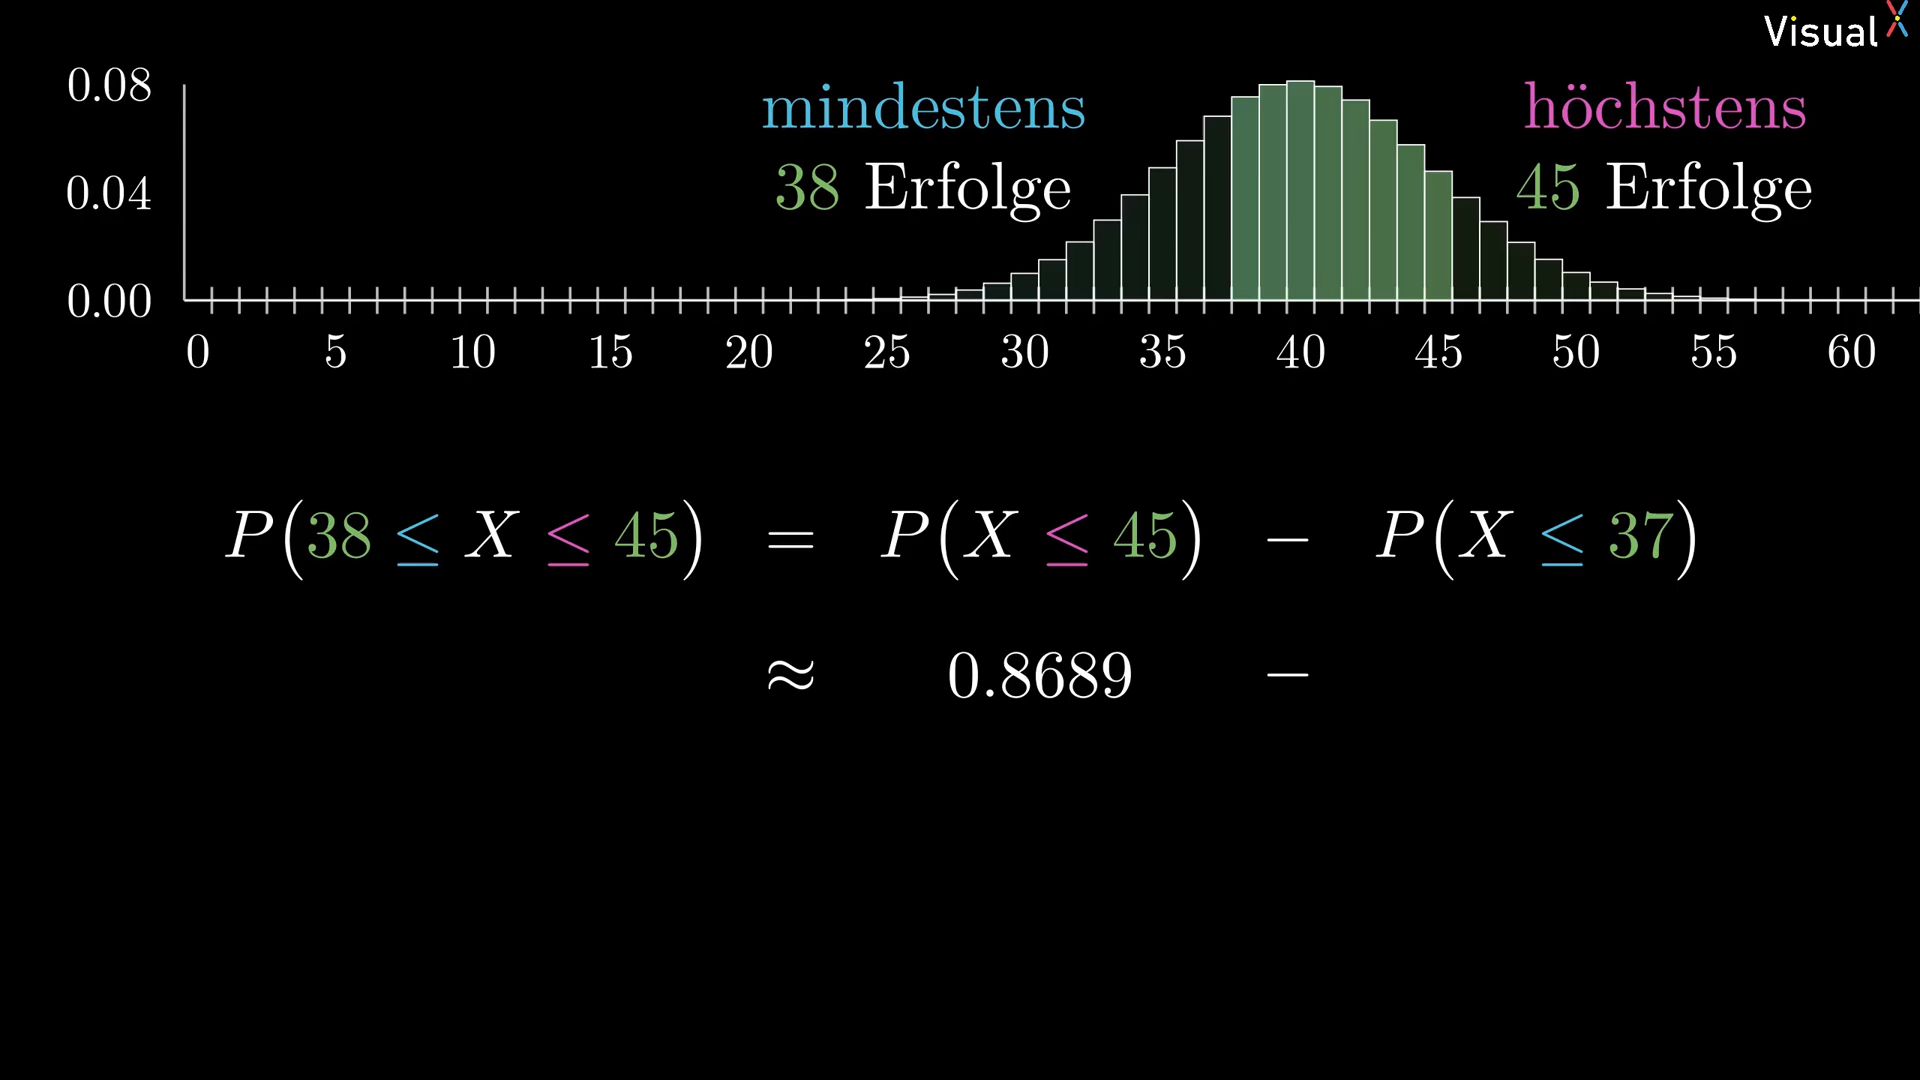 VisualX
0.08
0.04
0.00
mindestens
38 Erfolge
höchstens
45 Erfolge
0 5 10 15 20 25 30 35 40 45 50 55 60
P(38 ≤ X ≤ 45) = P(X ≤ 45) − P(X ≤ 37)
≈ 0.8689 −